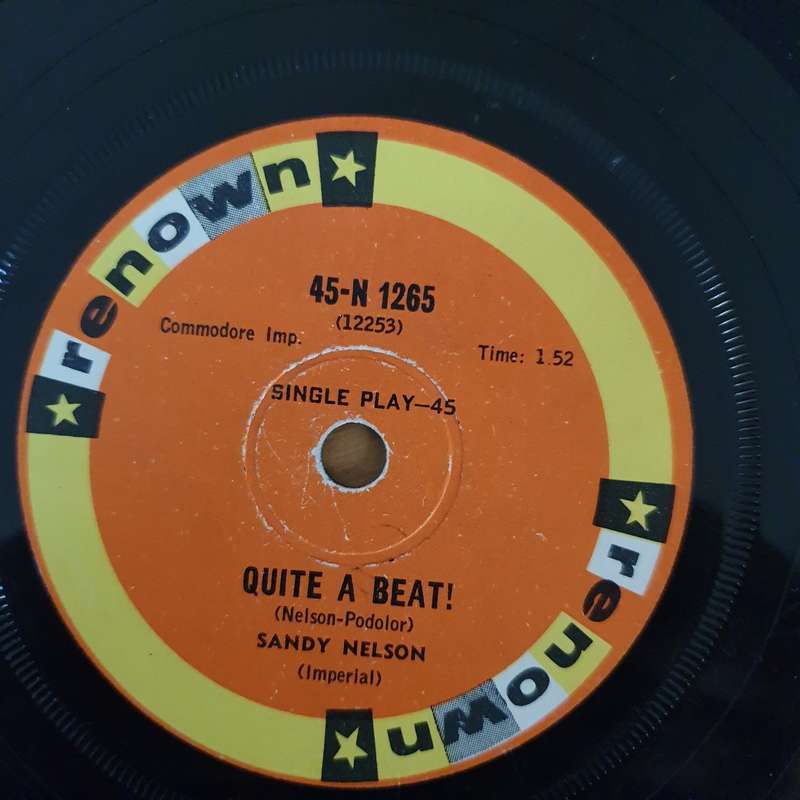 renown
45-N 1265
(12253)
Commodore Imp.
Time: 1.52
SINGLE PLAY—45
QUITE A BEAT!
(Nelson-Podolor)
SANDY NELSON
(Imperial)
renown